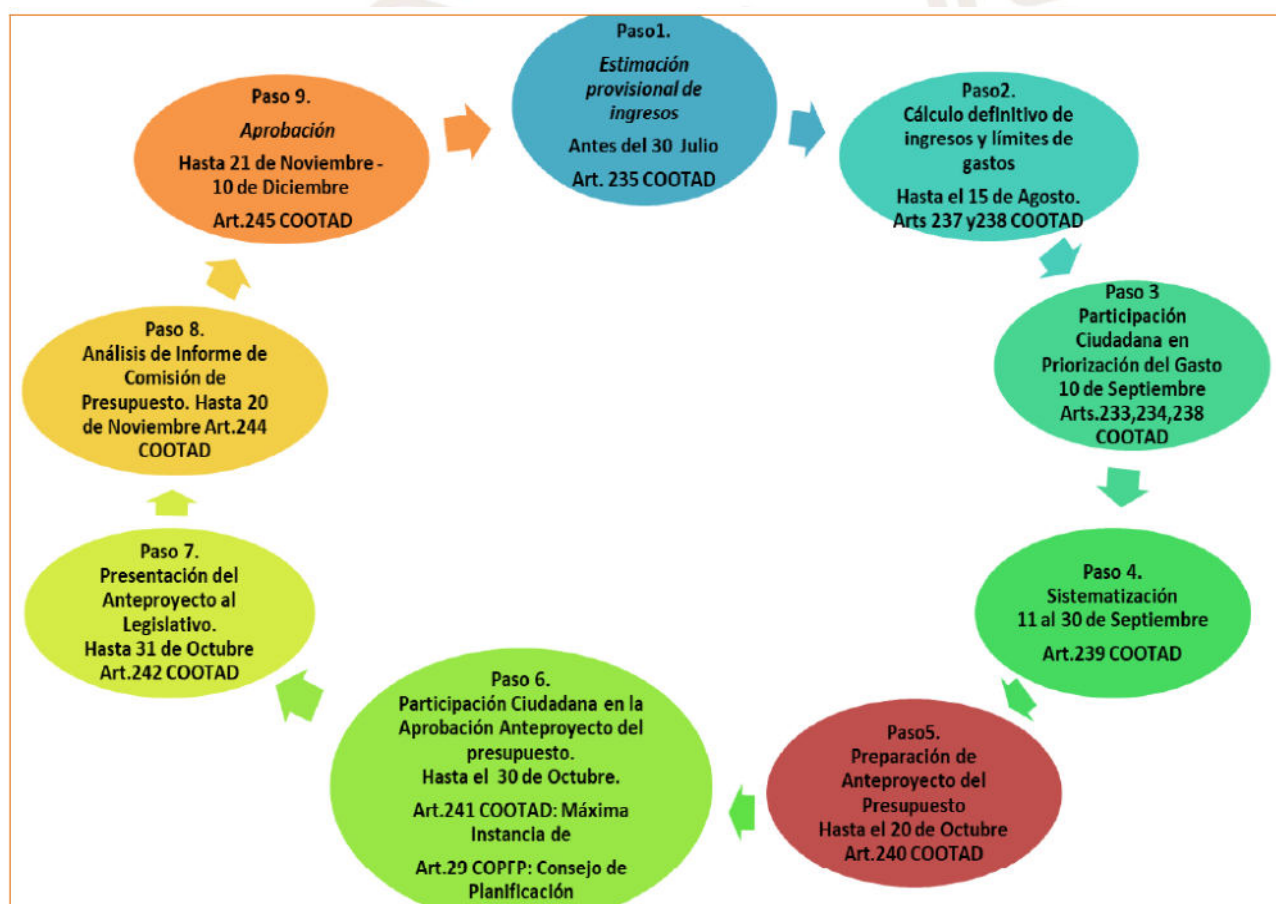 Paso1.
Estimación
provisional de
ingresos
Antes del 30 Julio
Art. 235 COOTAD
Paso2.
Cálculo definitivo de
ingresos y límites de
gastos
Hasta el 15 de Agosto.
Arts 237 y238 COOTAD
Paso 3
Participación
Ciudadana en
Priorización del Gasto
10 de Septiembre
Arts.233,234,238
COOTAD
Paso 4.
Sistematización
11 al 30 de Septiembre
Art.239 COOTAD
Paso5.
Preparación de
Anteproyecto del
Presupuesto
Hasta el 20 de Octubre
Art.240 COOTAD
Paso 6.
Participación Ciudadana en la
Aprobación Anteproyecto del
presupuesto.
Hasta el 30 de Octubre.
Art.241 COOTAD: Máxima
Instancia de
Art.29 COPFP: Consejo de
Planificación
Paso 7.
Presentación del
Anteproyecto al
Legislativo.
Hasta 31 de Octubre
Art.242 COOTAD
Paso 8.
Análisis de Informe de
Comisión de
Presupuesto. Hasta 20
de Noviembre Art.244
COOTAD
Paso 9.
Aprobación
Hasta 21 de Noviembre -
10 de Diciembre
Art.245 COOTAD